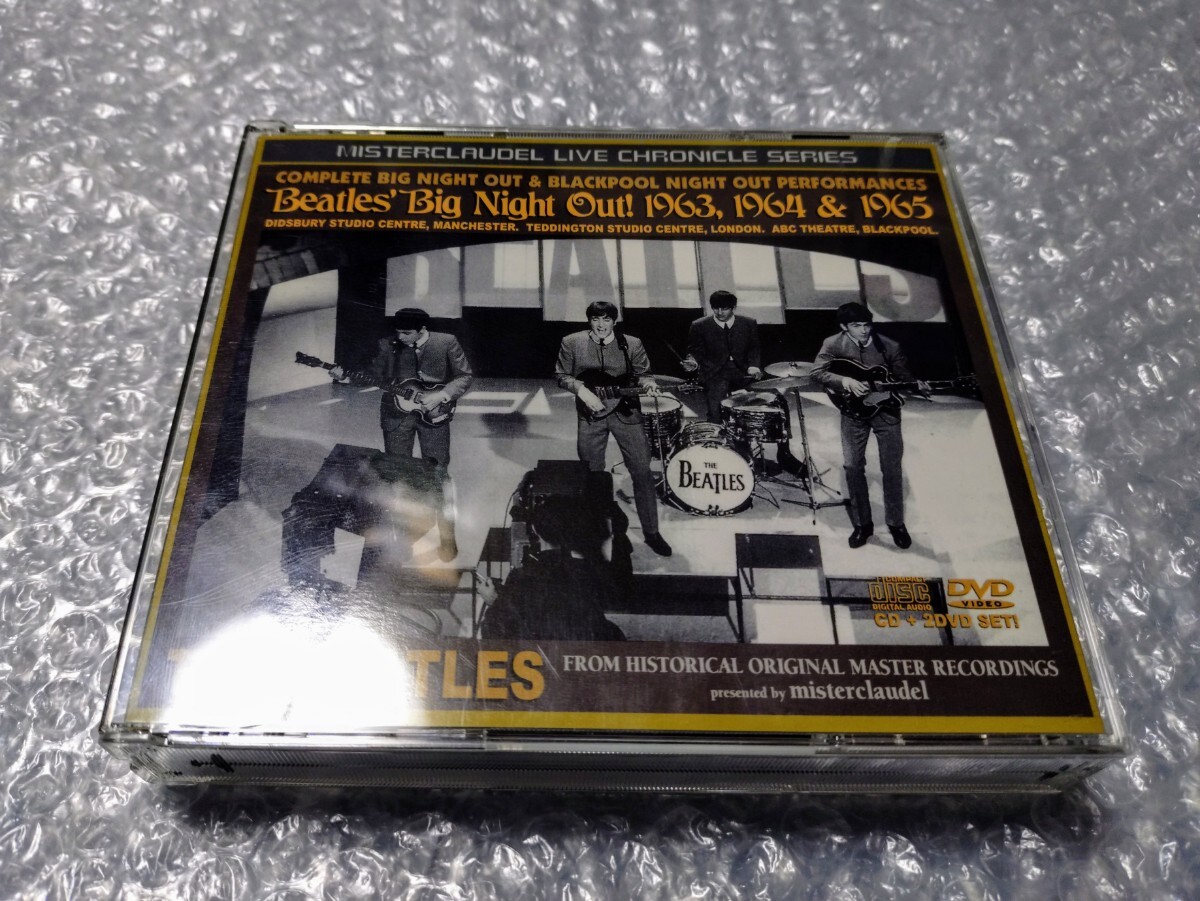 MISTERCLAUDEL LIVE CHRONICLE SERIES
COMPLETE BIG NIGHT OUT & BLACKPOOL NIGHT OUT PERFORMANCES
Beatles' Big Night Out! 1963, 1964 & 1965
DIDSBURY STUDIO CENTRE, MANCHESTER. TEDDINGTON STUDIO CENTRE, LONDON. ABC THEATRE, BLACKPOOL.
BEATLES
THE
BEATLES
COMPACT
DISC
DIGITAL AUDIO
DVD
VIDEO
CD + 2DVD SET!
TLES
FROM HISTORICAL ORIGINAL MASTER RECORDINGS
presented by misterclaudel